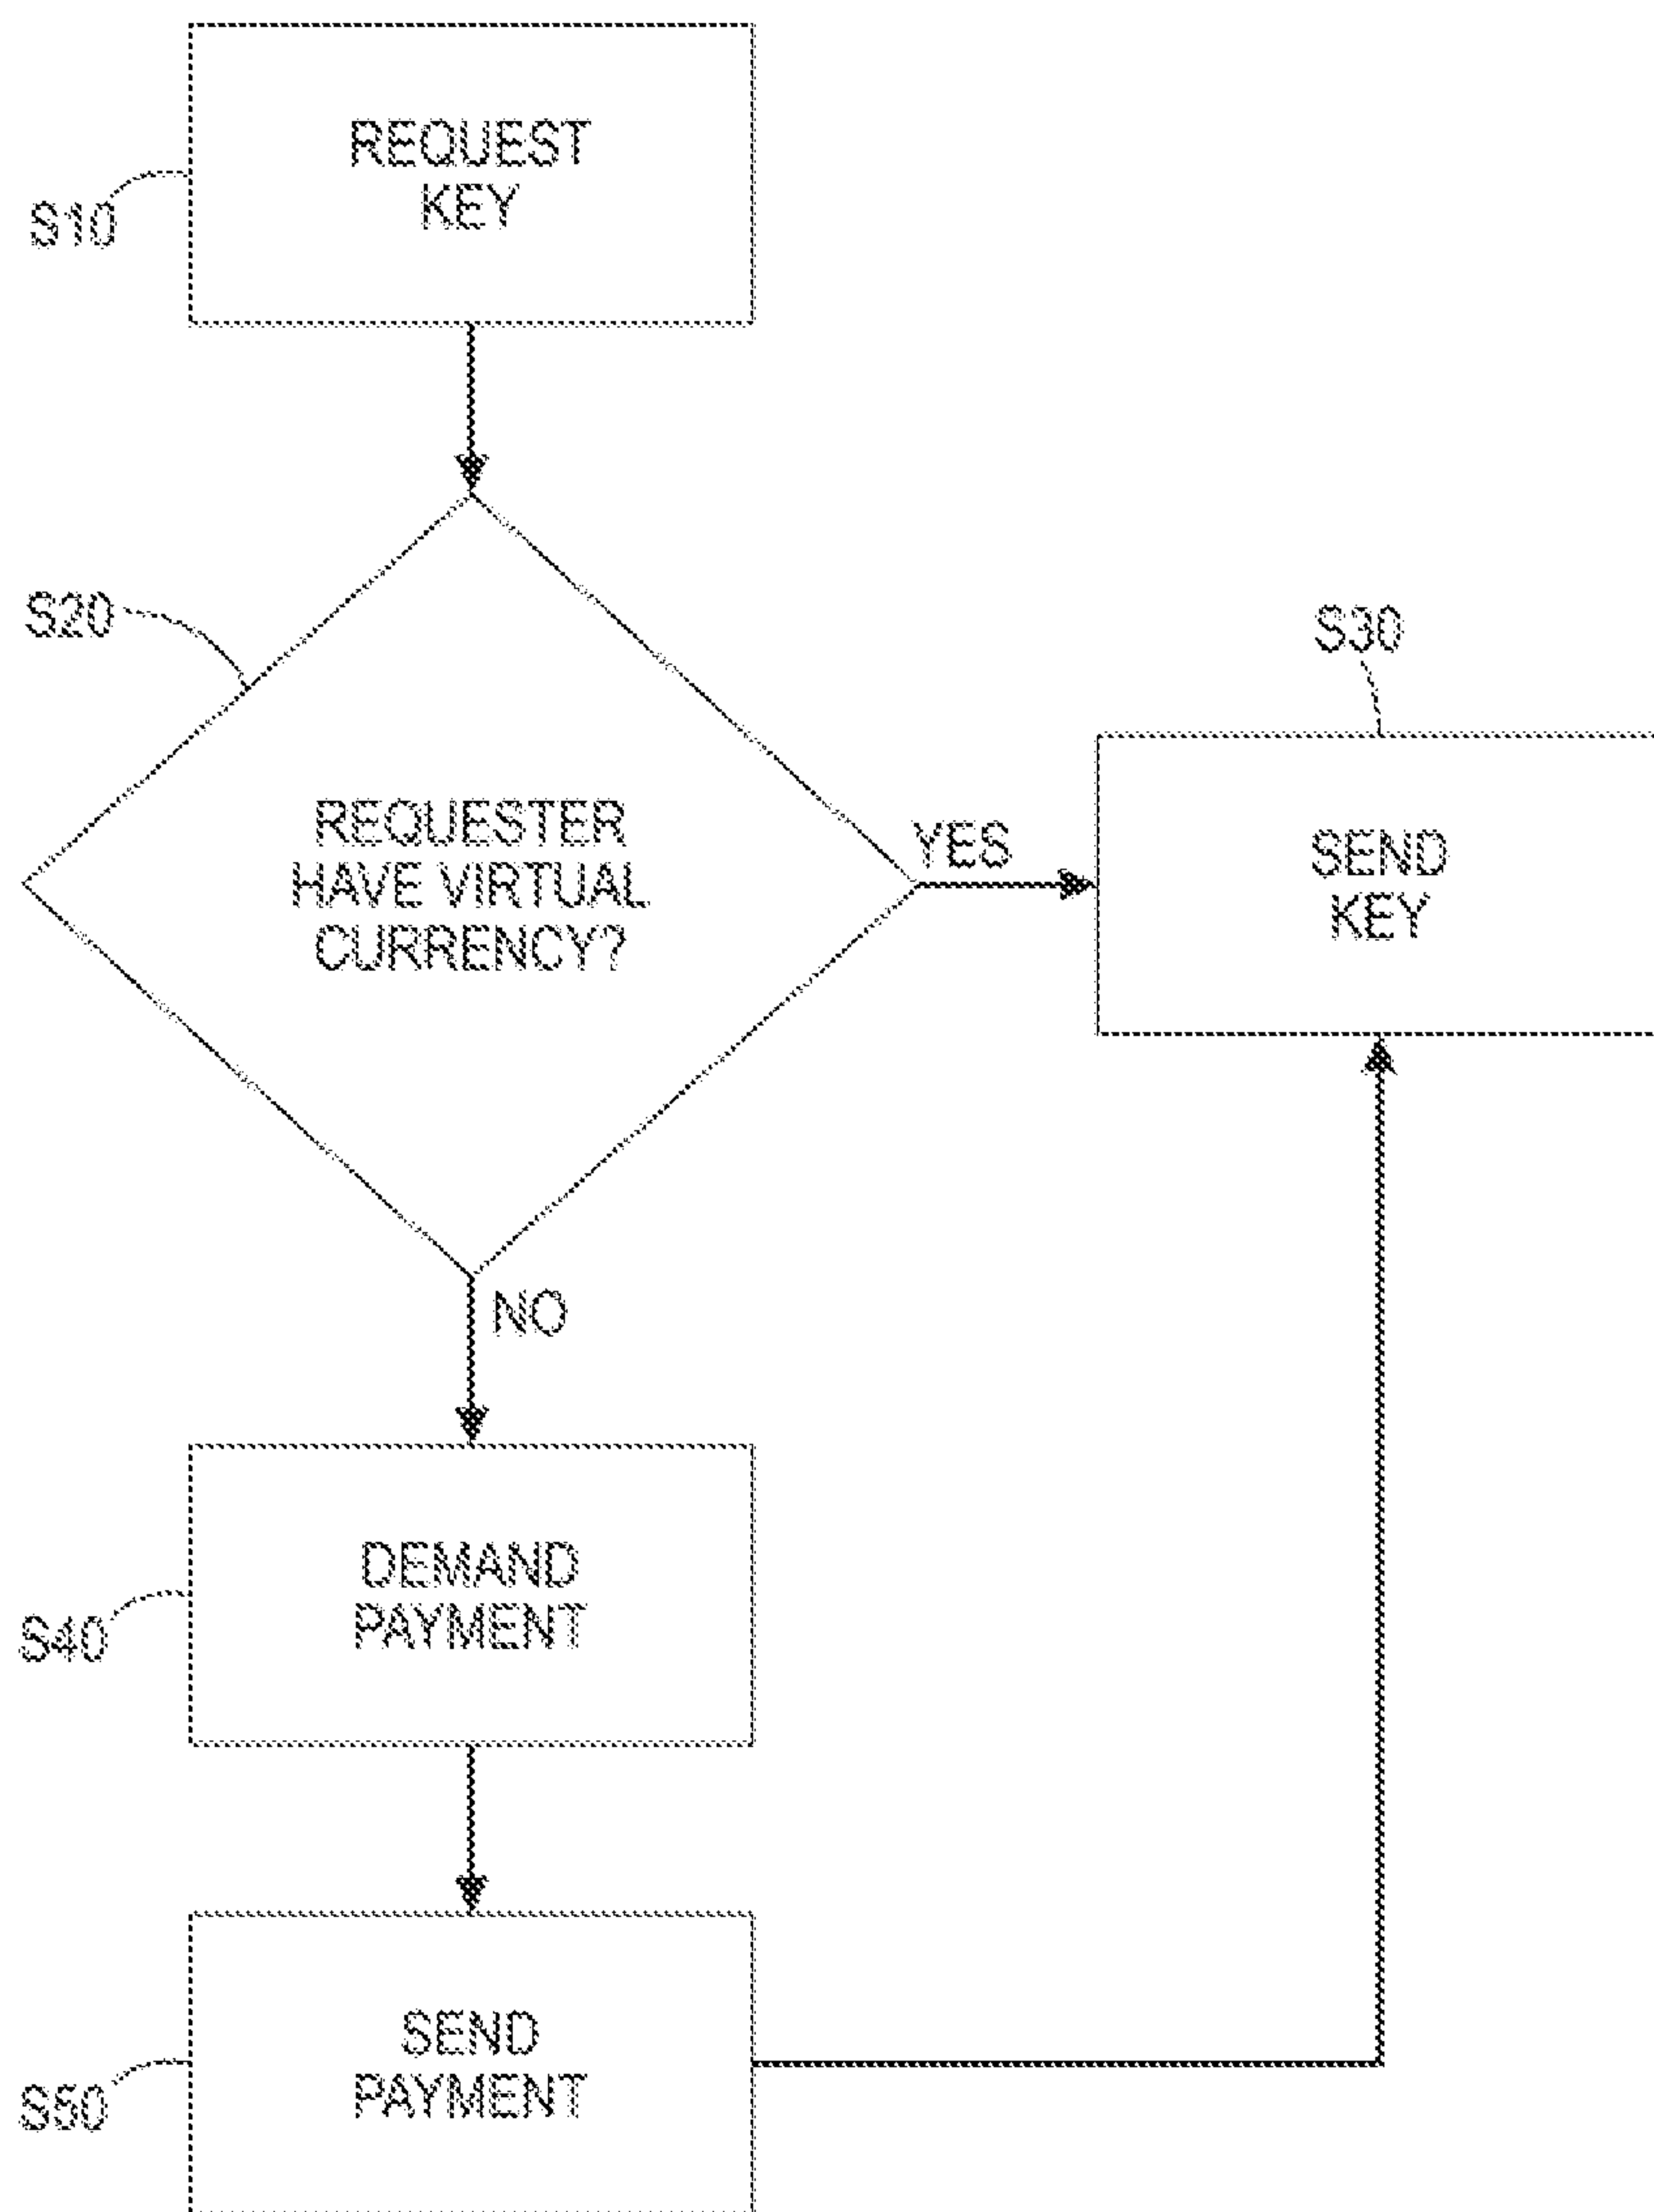 REQUEST
KEY
S10
S20
REQUESTER
HAVE VIRTUAL
CURRENCY?
YES
S30
SEND
KEY
NO
DEMAND
PAYMENT
S40
SEND
PAYMENT
S50